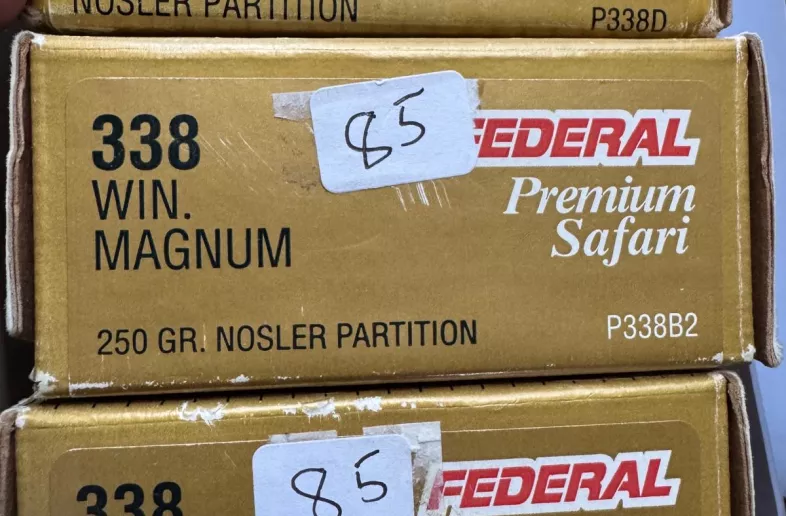 NOSLER PARTITION
P338D
338
WIN.
MAGNUM
85
FEDERAL
Premium
Safari
250 GR. NOSLER PARTITION
P338B2
338
85
FEDERAL